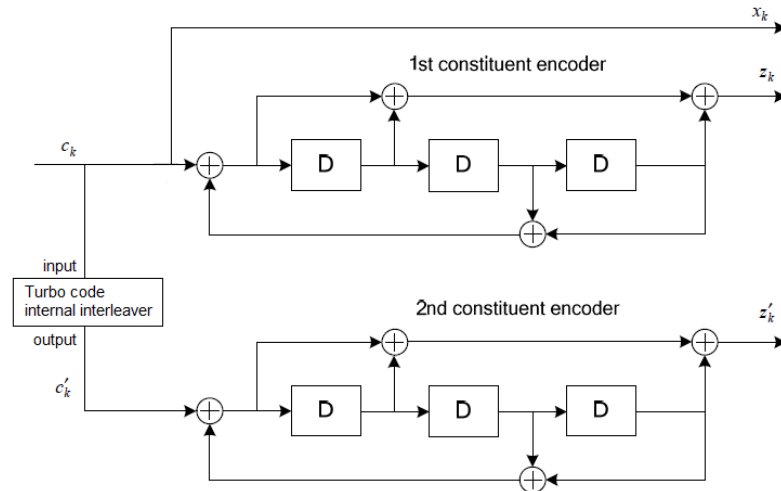 x_k
1st constituent encoder
z_k
c_k
D
D
D
input
Turbo code
internal interleaver
output
2nd constituent encoder
z'_k
c'_k
D
D
D